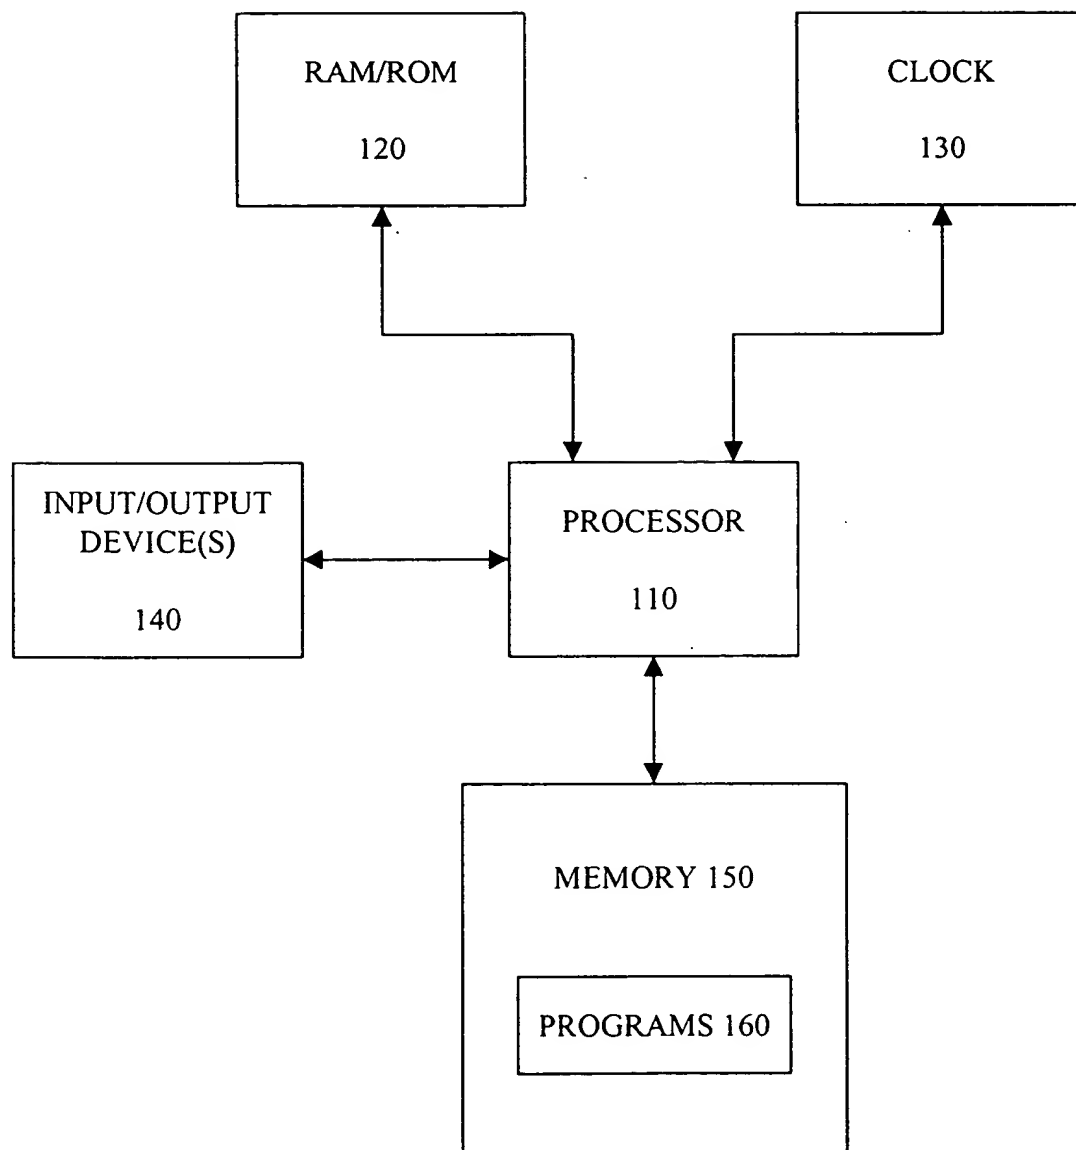 RAM/ROM
120
CLOCK
130
INPUT/OUTPUT
DEVICE(S)
140
PROCESSOR
110
MEMORY 150
PROGRAMS 160